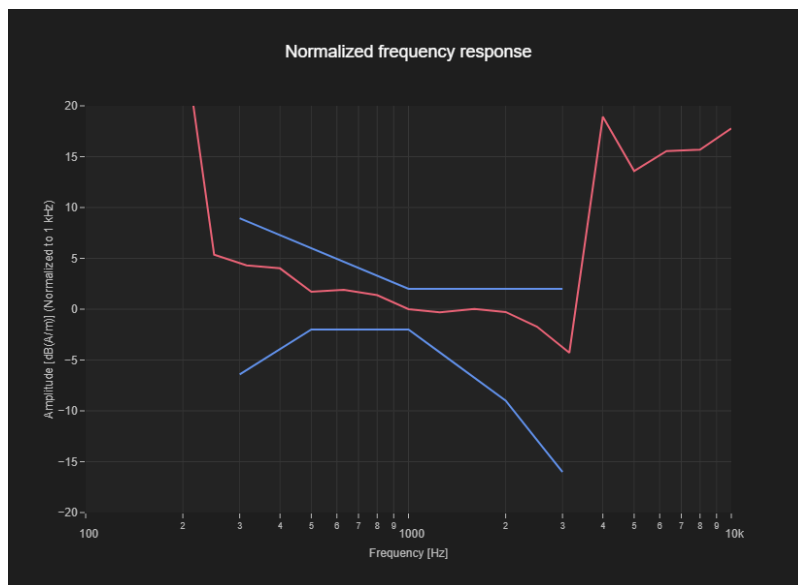 Normalized frequency response
Amplitude [dB(A/m)] (Normalized to 1 kHz)
20
15
10
5
0
−5
−10
−15
−20
2 3 4 5 6 7 8 9 2 3 4 5 6 7 8 9
100 1000 10k
Frequency [Hz]